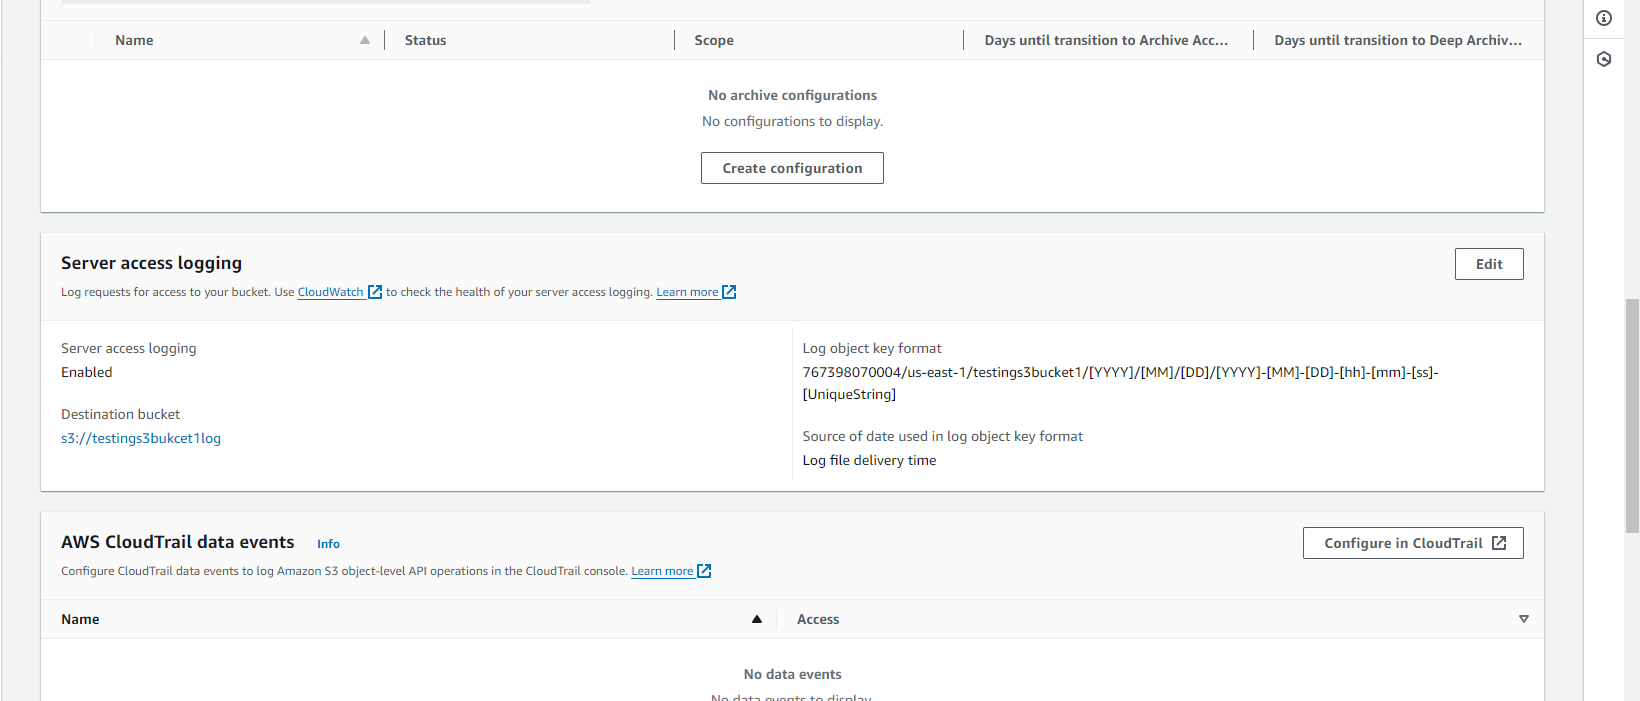 Name Status Scope Days until transition to Archive Acc... Days until transition to Deep Archiv...
No archive configurations
No configurations to display.
Create configuration
Server access logging
Edit
Log requests for access to your bucket. Use CloudWatch to check the health of your server access logging. Learn more
Server access logging
Enabled
Destination bucket
s3://testings3bukcet1log
Log object key format
767398070004/us-east-1/testings3bucket1/[YYYY]/[MM]/[DD]/[YYYY]-[MM]-[DD]-[hh]-[mm]-[ss]-
[UniqueString]
Source of date used in log object key format
Log file delivery time
AWS CloudTrail data events Info
Configure in CloudTrail
Configure CloudTrail data events to log Amazon S3 object-level API operations in the CloudTrail console. Learn more
Name Access
No data events
No data events to display.